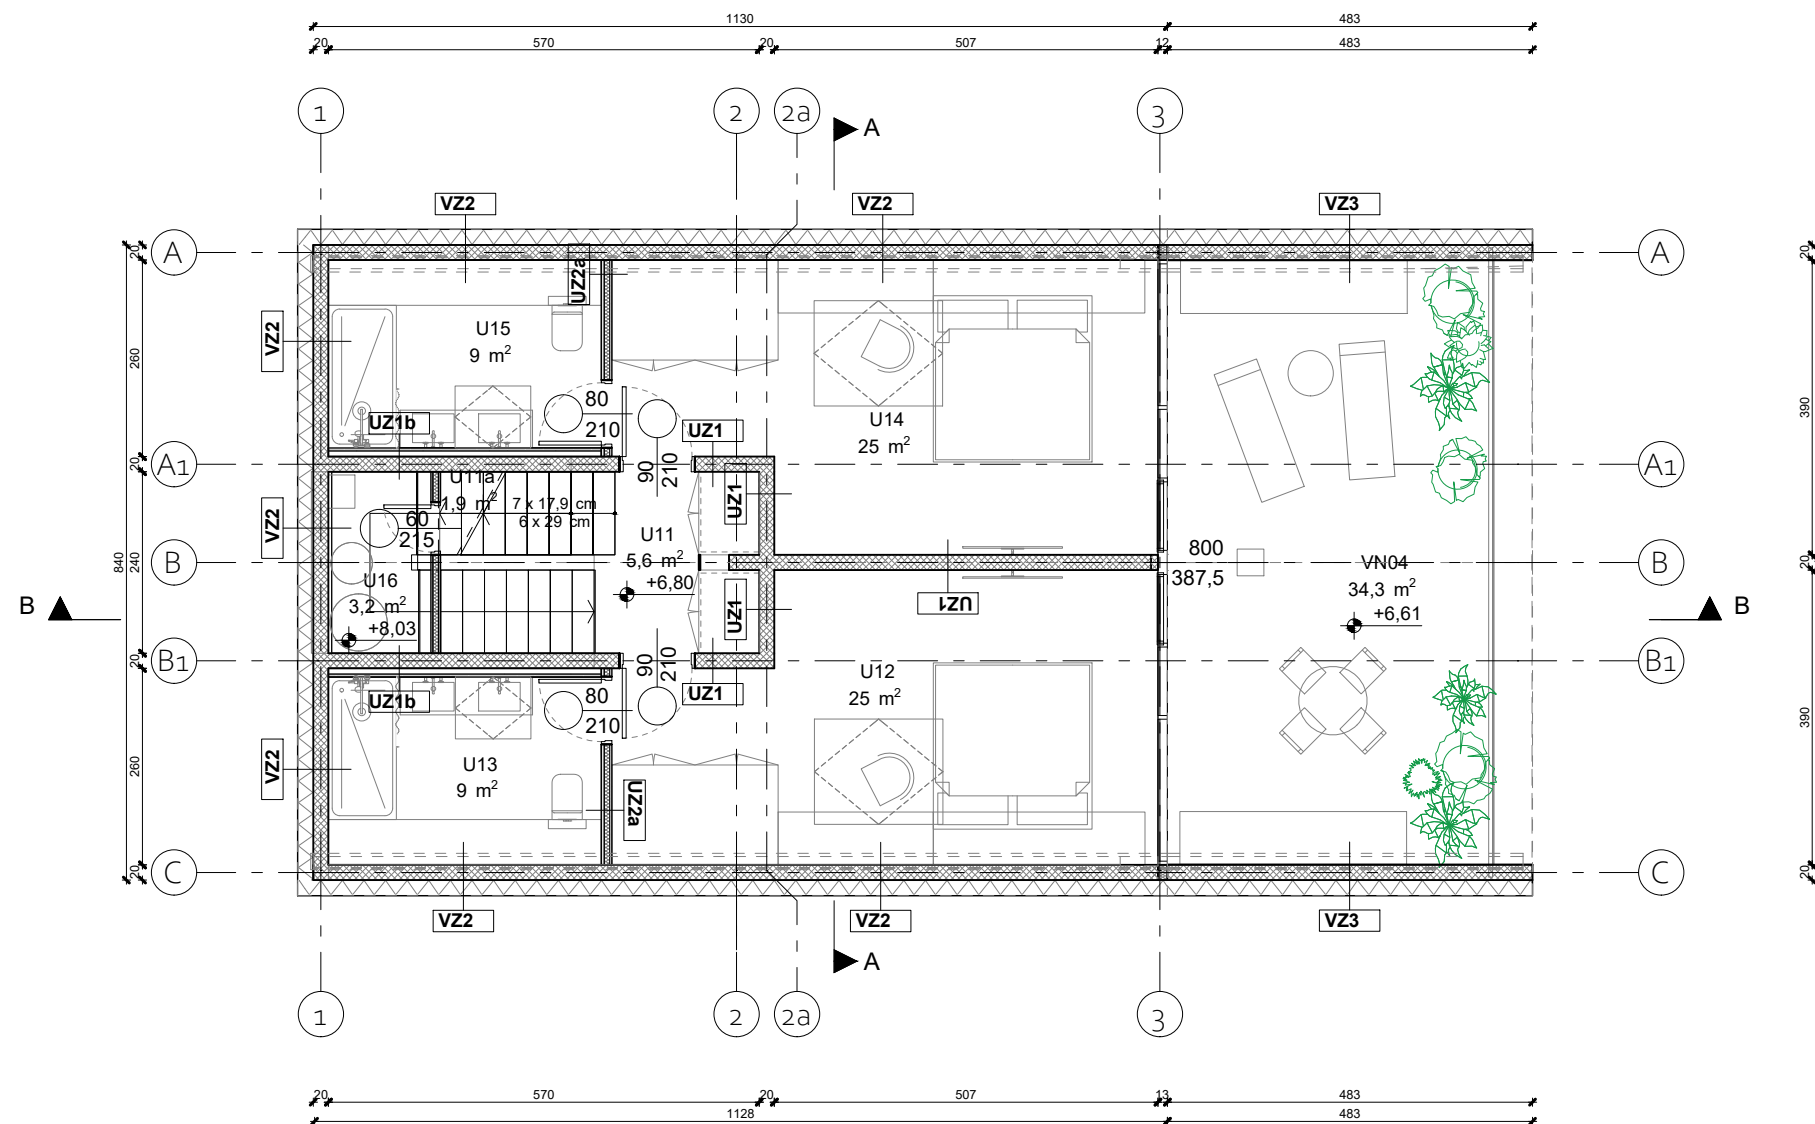 1130
483
20
570
20
507
12
483
1
2
2a
3
A
VZ2
VZ2
VZ3
A
A
20
20
UZ2a
U15
9 m²
VZ2
260
390
390
80
210
U14
25 m²
UZ1b
UZ1
90
210
A1
A1
20
U11a
1,9 m²
7 x 17,9 cm
6 x 29 cm
UZ1
VZ2
60
215
U11
5,6 m²
+6,80
800
387,5
VN04
34,3 m²
+6,61
840
240
B
B
20
U16
3,2 m²
+8,03
UZ1
UZ1
B
B
B1
B1
20
90
210
UZ1
U12
25 m²
UZ1b
80
210
VZ2
U13
9 m²
UZ2a
260
390
C
C
20
20
VZ2
VZ2
VZ3
A
1
2
2a
3
20
570
20
507
13
483
1128
483